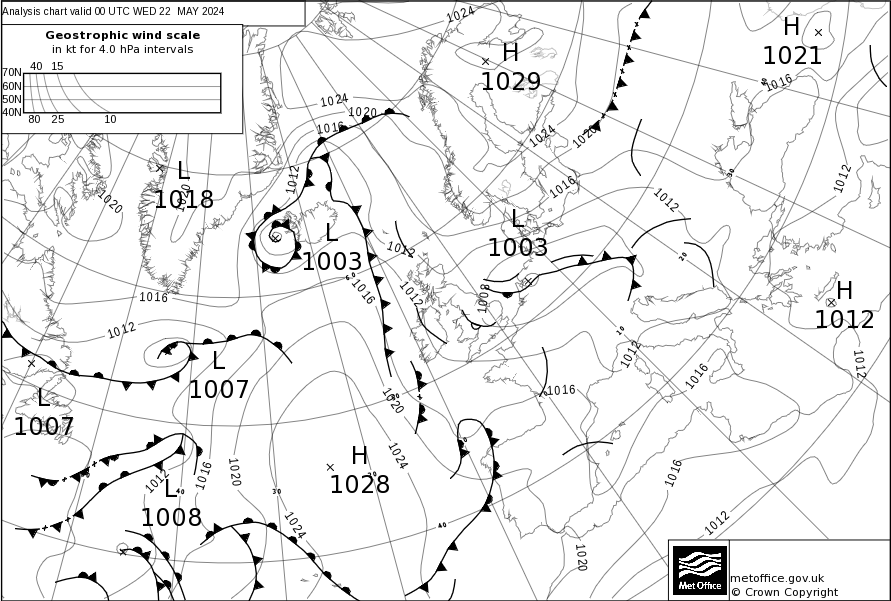 Analysis chart valid 00 UTC WED 22 MAY 2024
Geostrophic wind scale
in kt for 4.0 hPa intervals
40 15
70N
60N
50N
40N
80 25 10
1024
H
1029
H
1021
1016
1024
1020
1016
1024
1020
1012
L
1018
1020
1020
1016
1012
1012
L
1003
L
1003
1012
1016
1012
1008
H
1012
1016
1012
L
1007
1012
1012
1016
1016
1020
L
1007
H
1028
1024
1016
1020
1012
L
1008
1016
1012
1024
1020
40
30
20
40
10
20
30
40
Met Office
metoffice.gov.uk
© Crown Copyright